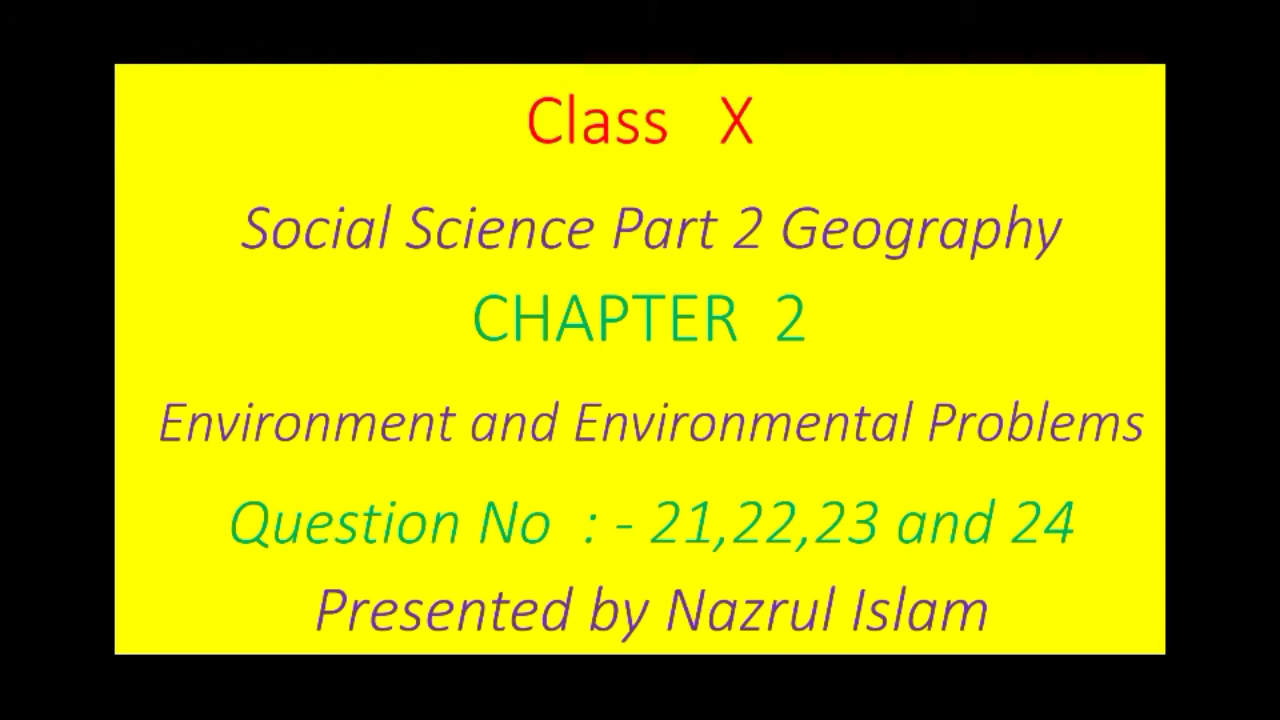 Class X
Social Science Part 2 Geography
CHAPTER 2
Environment and Environmental Problems
Question No : - 21,22,23 and 24
Presented by Nazrul Islam